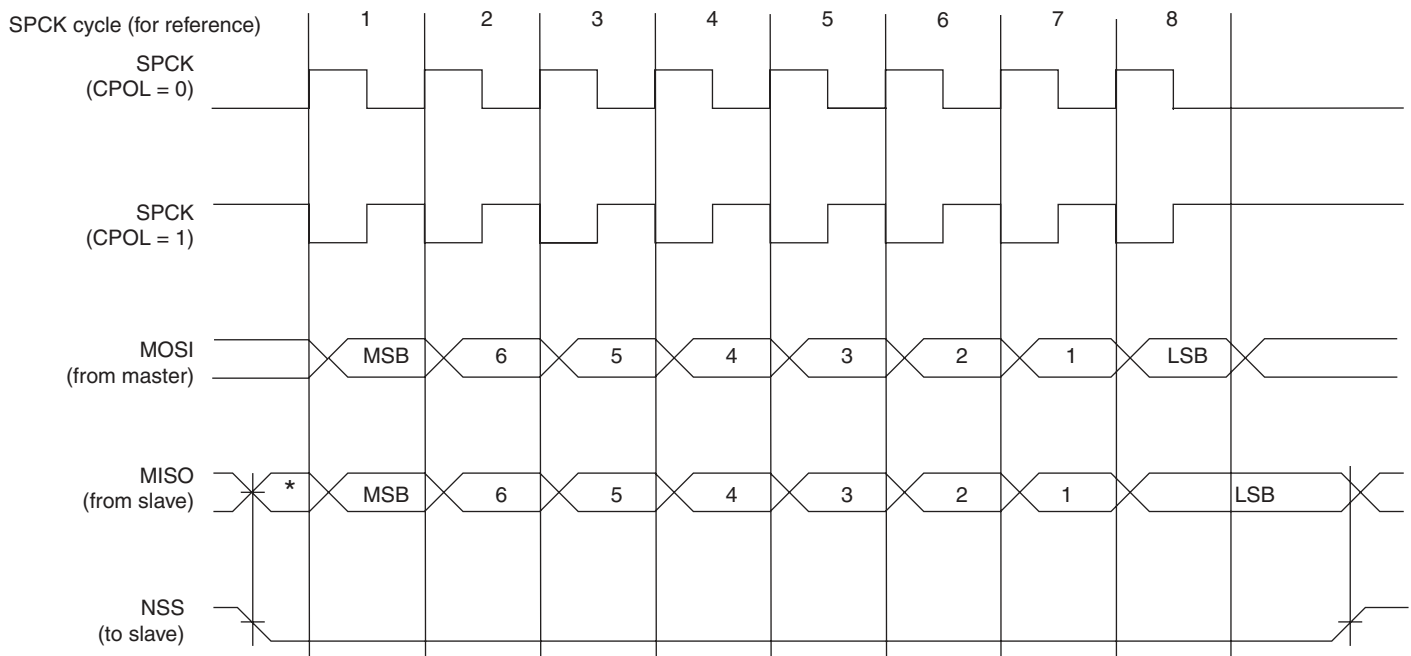 SPCK cycle (for reference) 1 2 3 4 5 6 7 8
SPCK
(CPOL = 0)
SPCK
(CPOL = 1)
MOSI
(from master)
MSB 6 5 4 3 2 1 LSB
MISO
(from slave)
* MSB 6 5 4 3 2 1 LSB
NSS
(to slave)